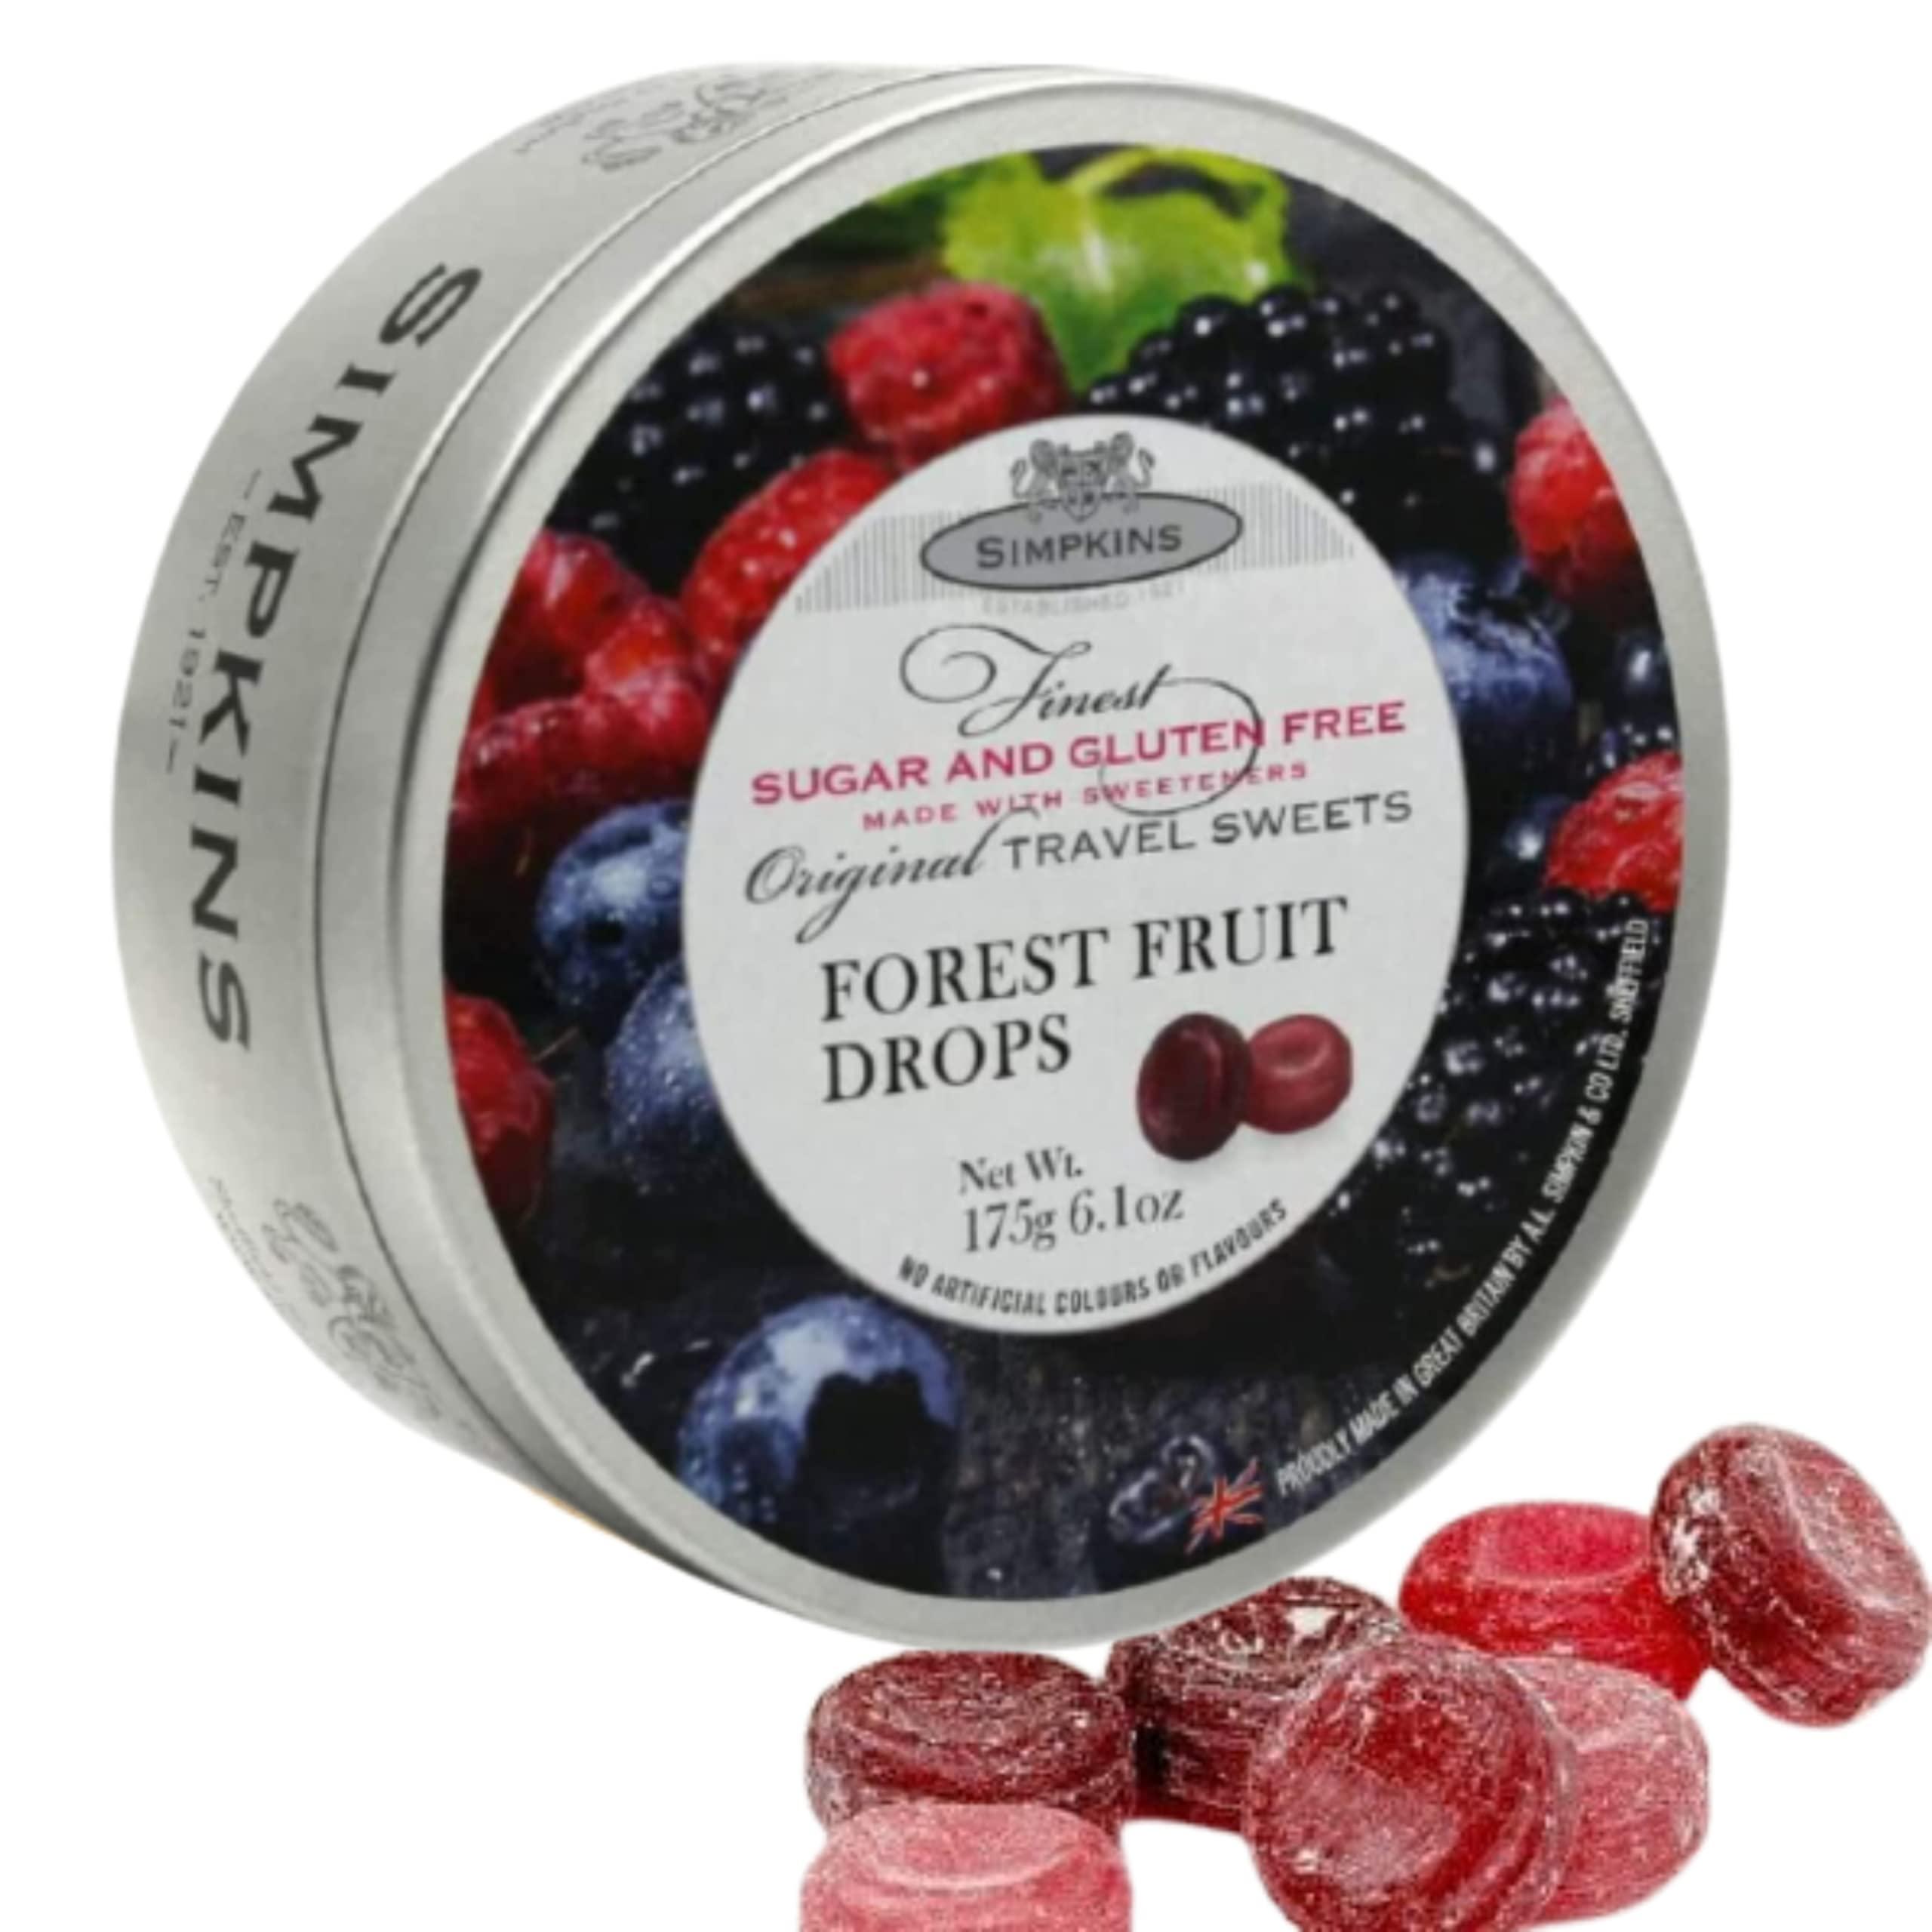 SIMPKINS
ESTABLISHED 1921
Finest
SUGAR AND GLUTEN FREE
MADE WITH SWEETENERS
Original TRAVEL SWEETS
FOREST FRUIT
DROPS
Net Wt.
175g 6.1oz
NO ARTIFICIAL COLOURS OR FLAVOURS
PROUDLY MADE IN GREAT BRITAIN BY A.L. SIMPKIN & CO LTD. SHEFFIELD
SIMPKINS
—EST. 1921—